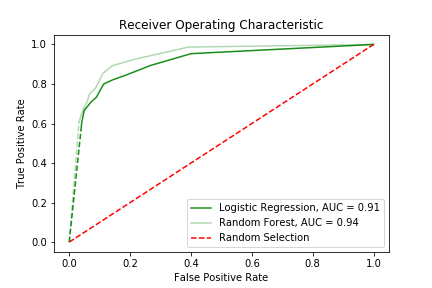 Receiver Operating Characteristic
True Positive Rate
1.0
0.8
0.6
0.4
0.2
0.0
Logistic Regression, AUC = 0.91
Random Forest, AUC = 0.94
Random Selection
0.0 0.2 0.4 0.6 0.8 1.0
False Positive Rate